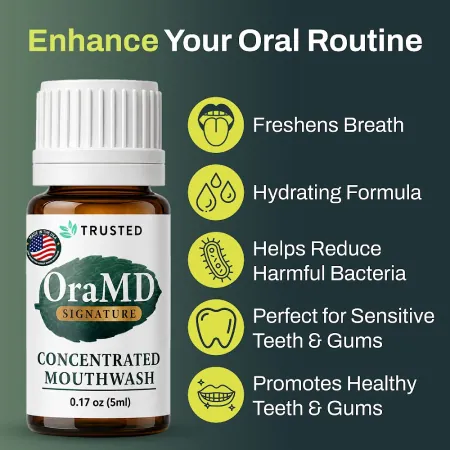 Enhance Your Oral Routine
TRUSTED
OraMD
SIGNATURE
CONCENTRATED
MOUTHWASH
0.17 oz (5ml)
Freshens Breath
Hydrating Formula
Helps Reduce
Harmful Bacteria
Perfect for Sensitive
Teeth & Gums
Promotes Healthy
Teeth & Gums